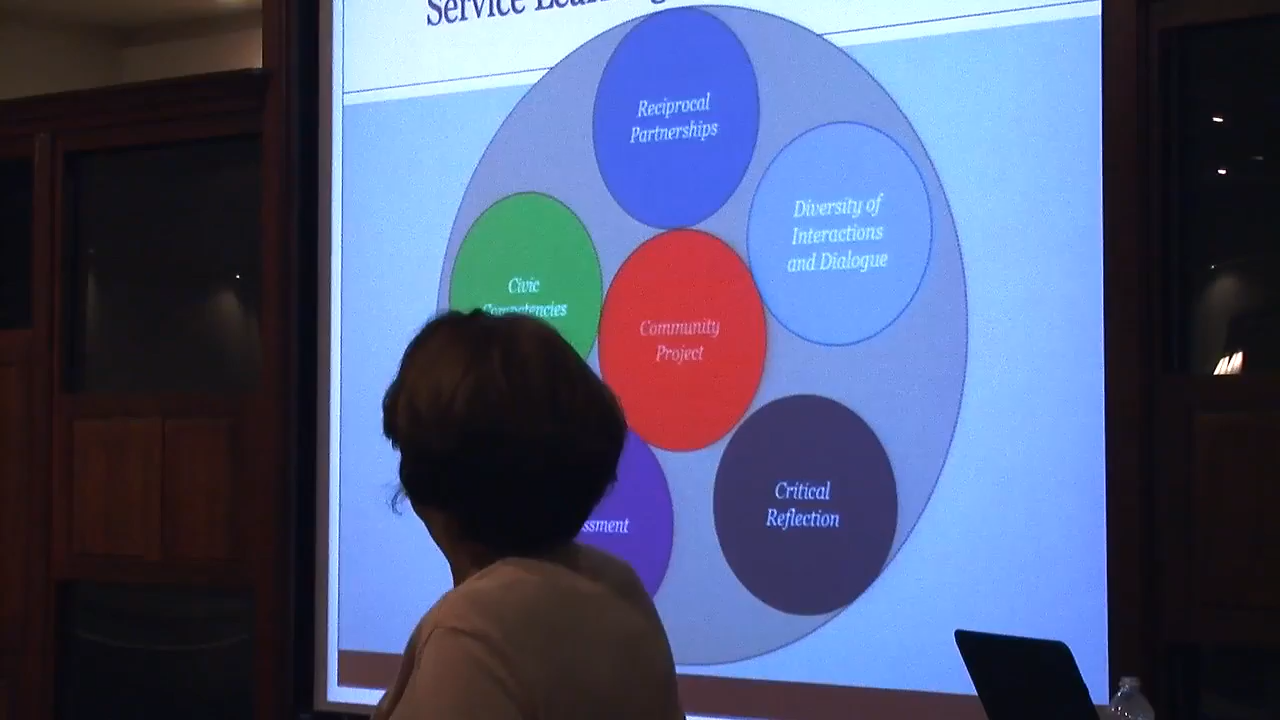 Service Learning
Reciprocal
Partnerships
Diversity of
Interactions
and Dialogue
Civic
Competencies
Community
Project
Critical
Reflection
ssment